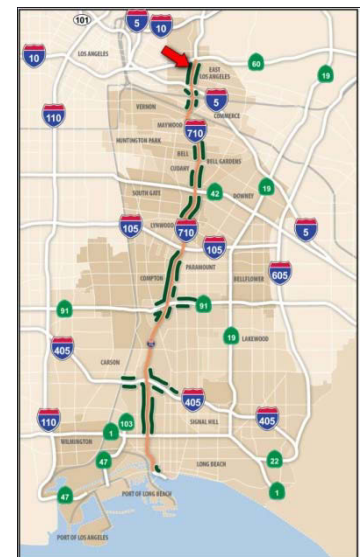 101
5
10
10
LOS ANGELES
EAST
LOS ANGELES
60
19
VERNON
5
COMMERCE
110
MAYWOOD
HUNTINGTON PARK
710
BELL
BELL GARDENS
CUDAHY
SOUTH GATE
42
DOWNEY
19
LYNWOOD
105
710
105
5
PARAMOUNT
COMPTON
BELLFLOWER
605
91
91
19
LAKEWOOD
405
CARSON
405
405
110
103
1
SIGNAL HILL
WILMINGTON
47
22
LONG BEACH
1
47
PORT OF LONG BEACH
PORT OF LOS ANGELES